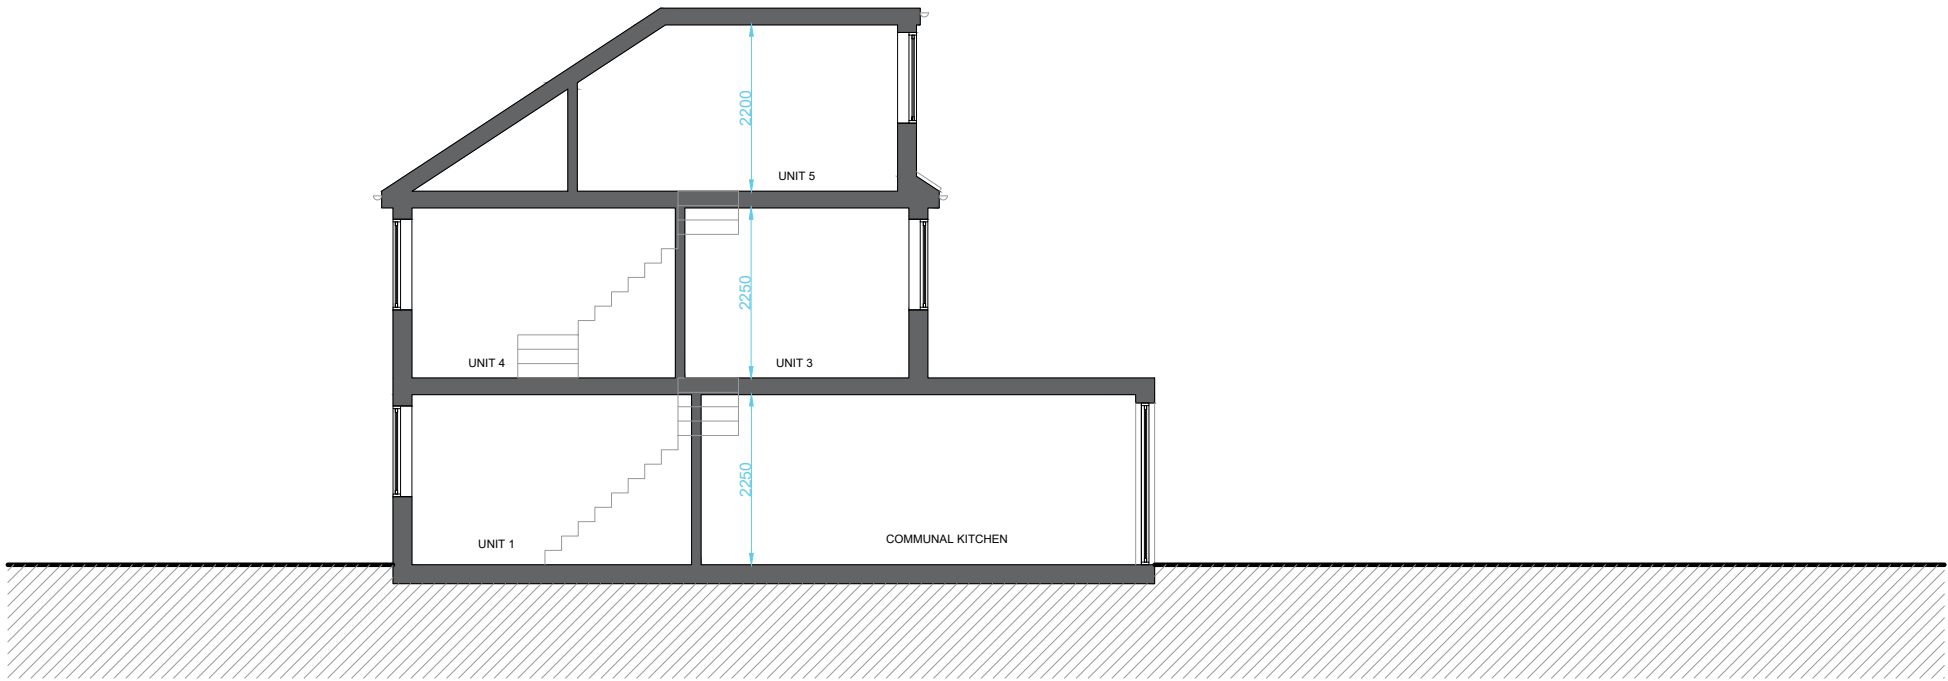 2200
UNIT 5
2250
UNIT 4
UNIT 3
2250
UNIT 1
COMMUNAL KITCHEN